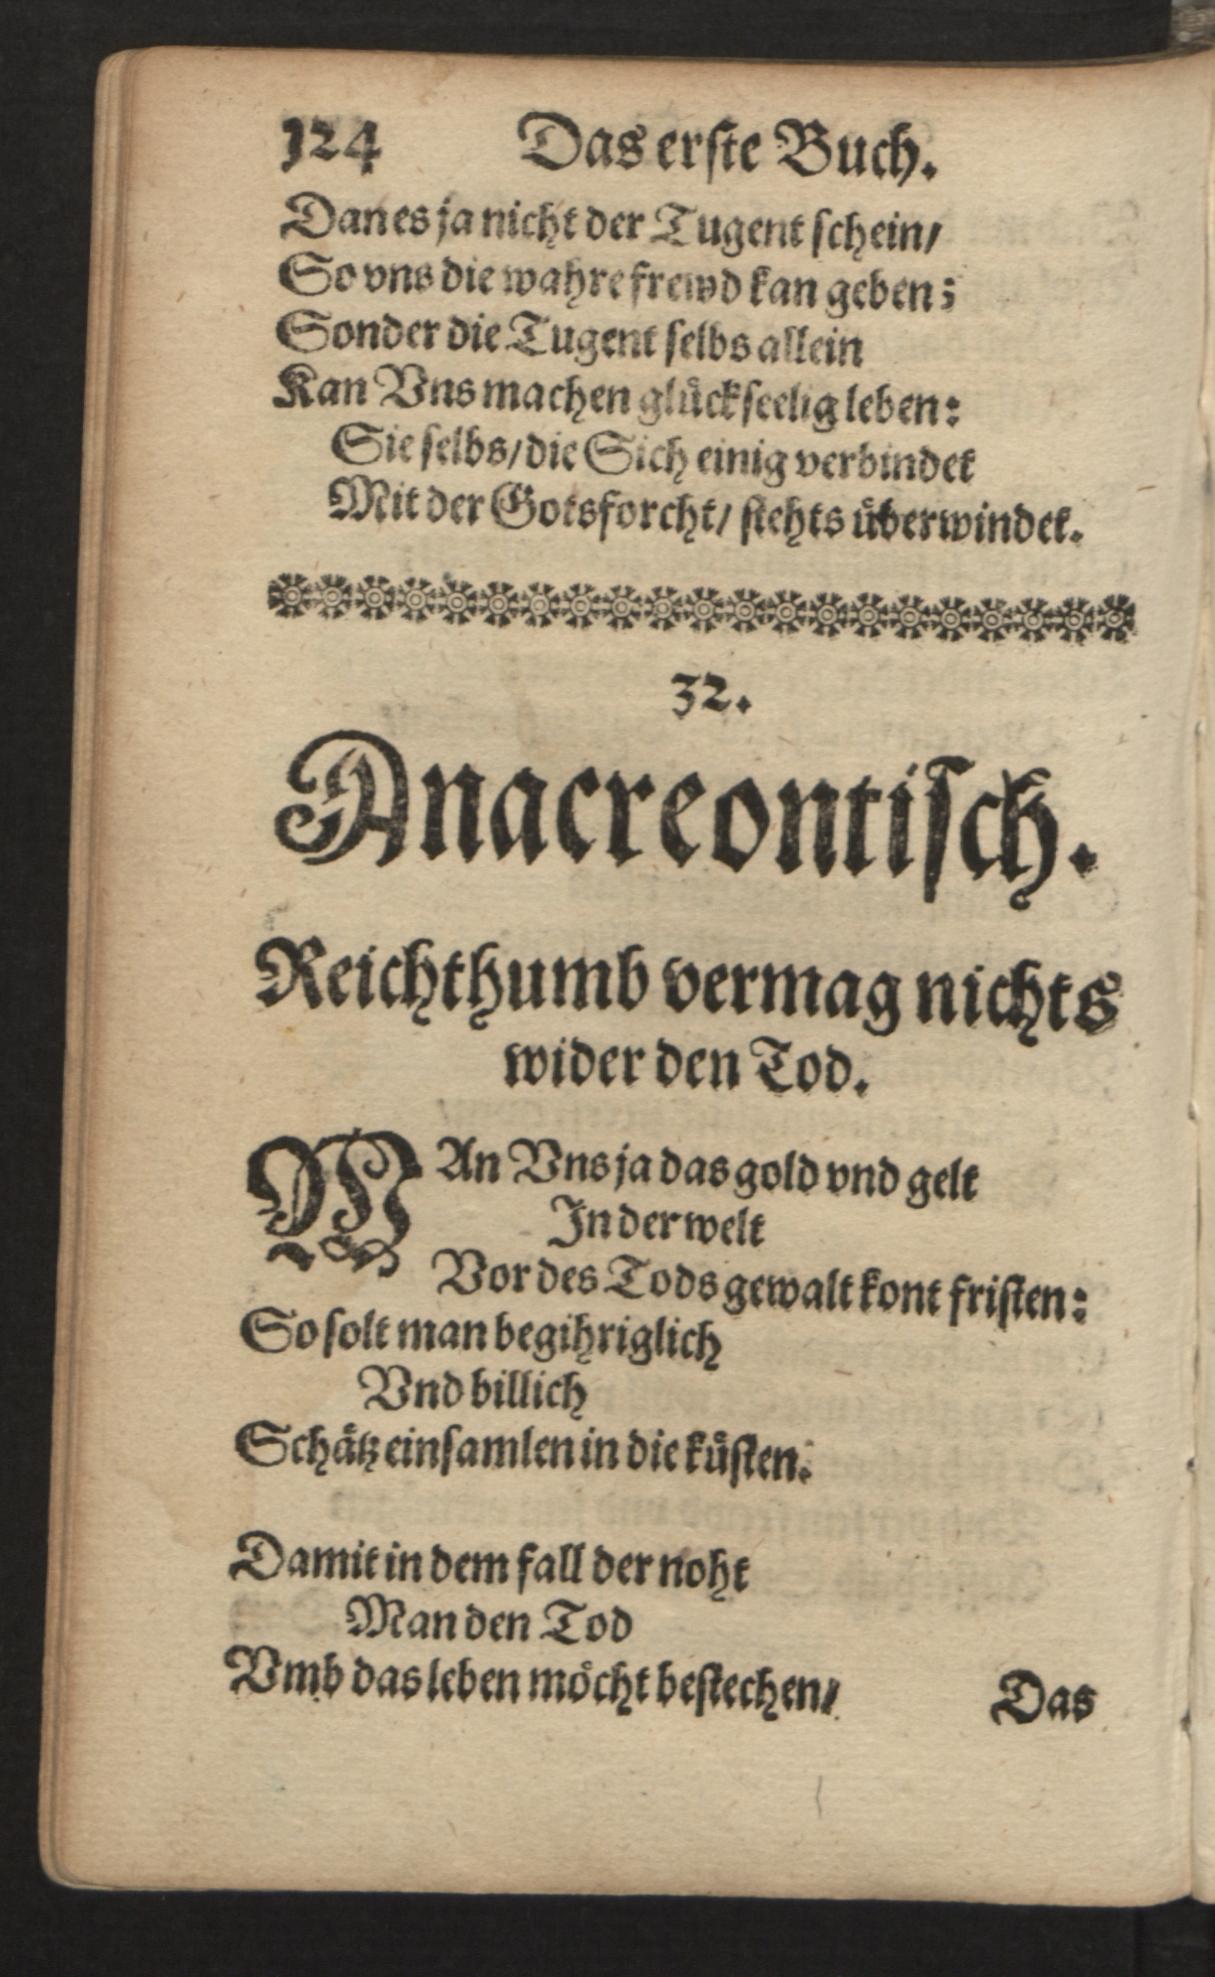 124 Das erſte Buch.
Dan es ja nicht der Tugent ſchein/
So vns die wahre frewd kan geben;
Sonder die Tugent ſelbs allein
Kan Vns machen glückſeelig leben:
Sie ſelbs/ die Sich einig verbindet
Mit der Gotsforcht/ ſtehts überwindet.
32.
Anacreontiſch.
Reichthumb vermag nichts
wider den Tod.
WAn Vns ja das gold vnd gelt
In der welt
Vor des Tods gewalt kont friſten:
So ſolt man begihriglich
Vnd billich
Schätz einſamlen in die küſten.
Damit in dem fall der noht
Man den Tod
Vmb das leben möcht beſtechen/
Das